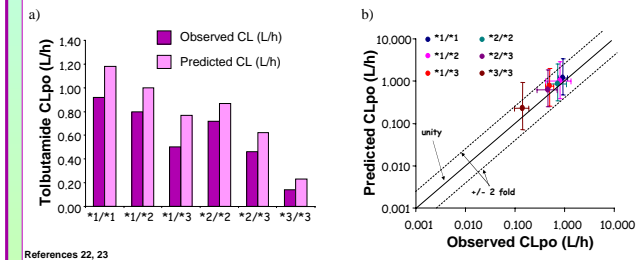 a)
Tolbutamide CLpo (L/h)
1.40
1.20
1.00
0.80
0.60
0.40
0.20
0.00
Observed CL (L/h)
Predicted CL (L/h)
*1/*1 *1/*2 *1/*3 *2/*2 *2/*3 *3/*3
b)
Predicted CLpo (L/h)
10.000
1.000
0.100
0.010
0.001
*1/*1 *2/*2
*1/*2 *2/*3
*1/*3 *3/*3
unity
+/- 2 fold
0.001 0.010 0.100 1.000 10.000
Observed CLpo (L/h)
References 22, 23